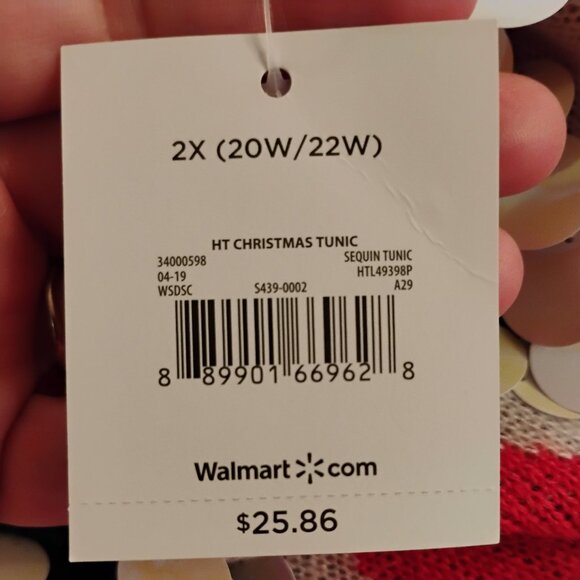 2X (20W/22W)
HT CHRISTMAS TUNIC
34000598 SEQUIN TUNIC
04-19 HTL49398P
WSDSC S439-0002 A29
8 89901 66962 8
Walmart com
$25.86